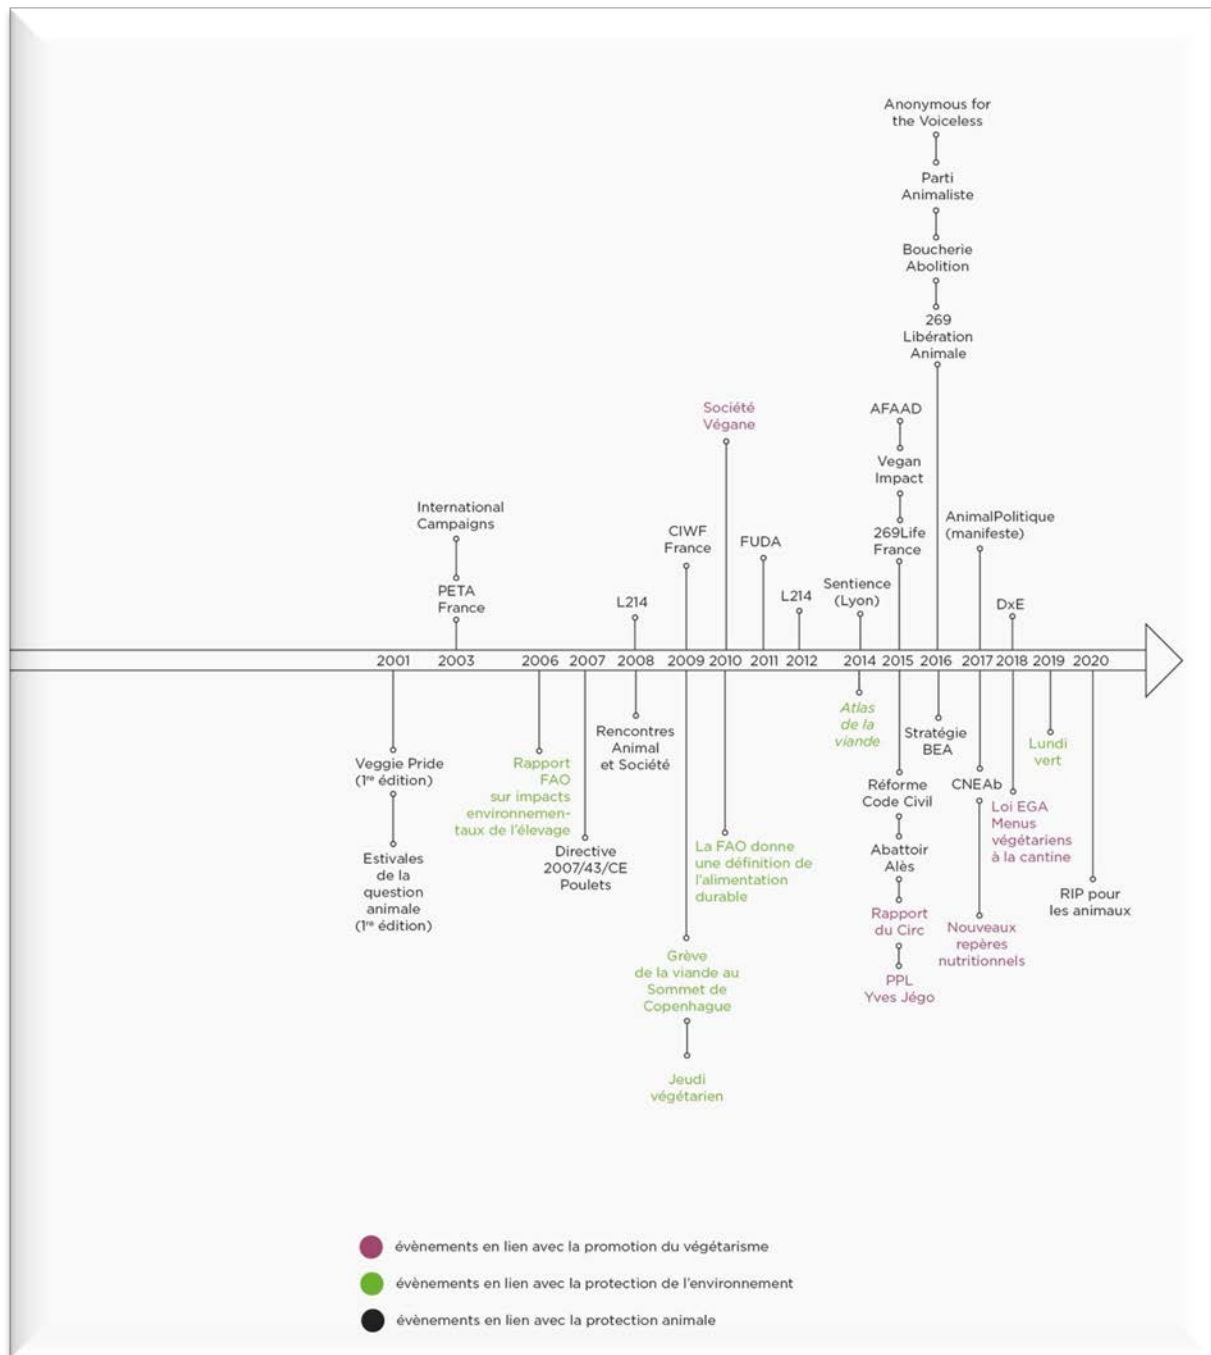 Anonymous for
the Voiceless
Parti
Animaliste
Boucherie
Abolition
269
Libération
Animale
Société
Végane
AFAAD
Vegan
Impact
269Life
France
International
Campaigns
PETA
France
L214
CIWF
France
FUDA
L214
Sentience
(Lyon)
AnimalPolitique
(manifeste)
DxE
2001 2003 2006 2007 2008 2009 2010 2011 2012 2014 2015 2016 2017 2018 2019 2020
Veggie Pride
(1re édition)
Estivales
de la
question
animale
(1re édition)
Rapport
FAO
sur impacts
environnemen-
taux de l'élevage
Directive
2007/43/CE
Poulets
Rencontres
Animal
et Société
Grève
de la viande au
Sommet de
Copenhague
Jeudi
végétarien
La FAO donne
une définition de
l'alimentation
durable
Atlas
de la
viande
Réforme
Code Civil
Abattoir
Alès
Rapport
du Circ
PPL
Yves Jégo
Stratégie
BEA
CNEAb
Nouveaux
repères
nutritionnels
Loi EGA
Menus
végétariens
à la cantine
Lundi
vert
RIP pour
les animaux
évènements en lien avec la promotion du végétarisme
évènements en lien avec la protection de l'environnement
évènements en lien avec la protection animale